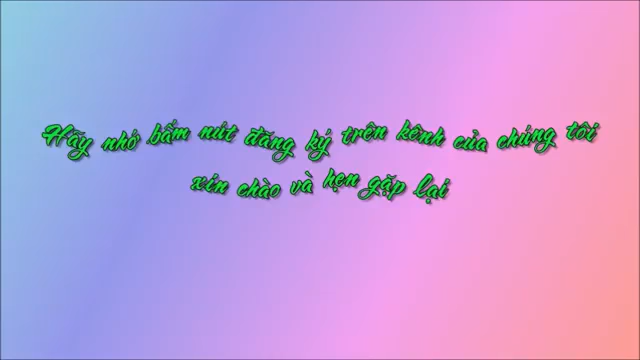 Hãy nhớ bấm nút đăng ký trên kênh của chúng tôi
xin chào và hẹn gặp lại